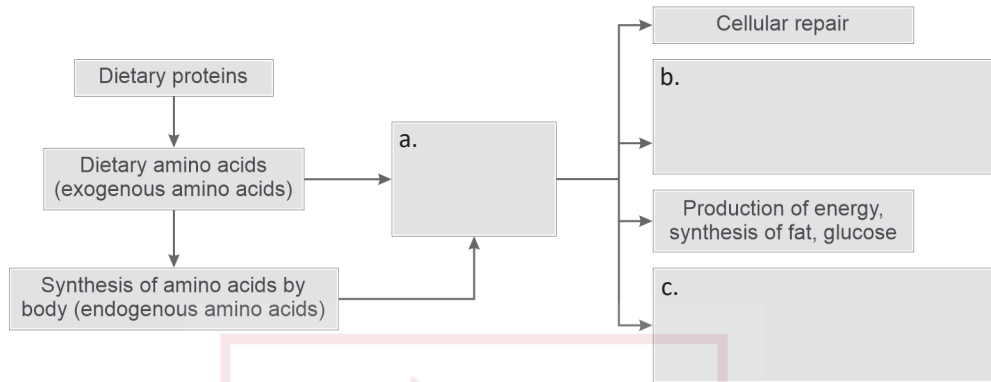 Cellular repair
Dietary proteins
b.
a.
Dietary amino acids
(exogenous amino acids)
Production of energy,
synthesis of fat, glucose
Synthesis of amino acids by
body (endogenous amino acids)
c.